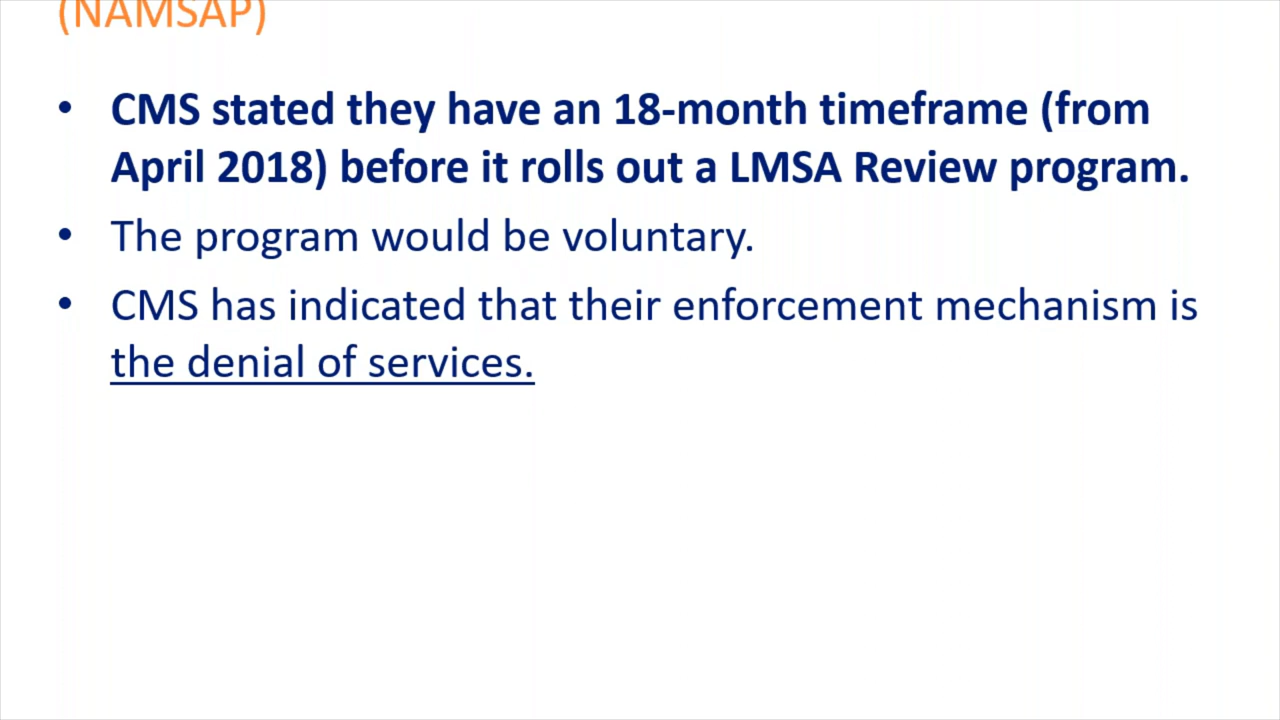 (NAMSAP)
• CMS stated they have an 18-month timeframe (from
April 2018) before it rolls out a LMSA Review program.
• The program would be voluntary.
• CMS has indicated that their enforcement mechanism is
the denial of services.